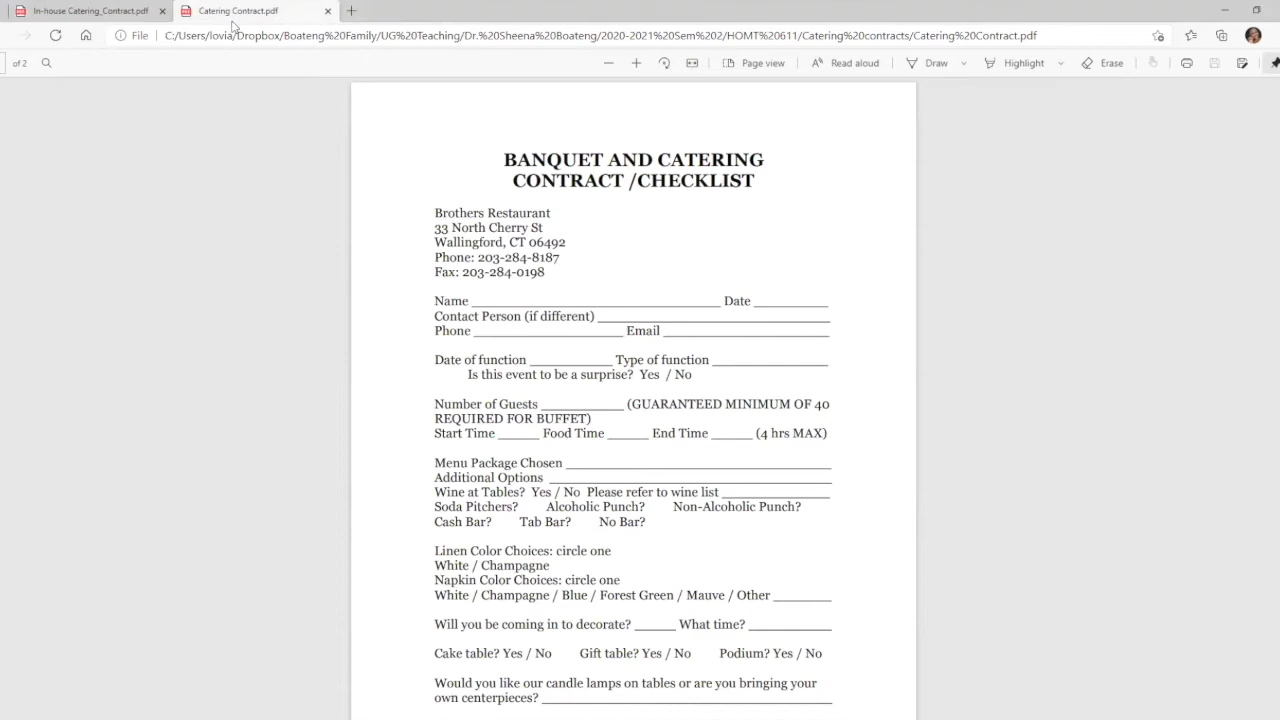 In-house Catering_Contract.pdf
Catering Contract.pdf
File C:/Users/lovia/Dropbox/Boateng%20Family/UG%20Teaching/Dr.%20Sheena%20Boateng/2020-2021%20Sem%202/HOMT%20611/Catering%20contracts/Catering%20Contract.pdf
of 2 Page view Read aloud Draw Highlight Erase
BANQUET AND CATERING
CONTRACT /CHECKLIST
Brothers Restaurant
33 North Cherry St
Wallingford, CT 06492
Phone: 203-284-8187
Fax: 203-284-0198
Name ____________________ Date __________
Contact Person (if different) ____________________
Phone ____________________ Email ____________________
Date of function __________ Type of function __________
Is this event to be a surprise? Yes / No
Number of Guests __________ (GUARANTEED MINIMUM OF 40
REQUIRED FOR BUFFET)
Start Time ______ Food Time ______ End Time ______ (4 hrs MAX)
Menu Package Chosen ____________________
Additional Options ____________________
Wine at Tables? Yes / No Please refer to wine list __________
Soda Pitchers? Alcoholic Punch? Non-Alcoholic Punch?
Cash Bar? Tab Bar? No Bar?
Linen Color Choices: circle one
White / Champagne
Napkin Color Choices: circle one
White / Champagne / Blue / Forest Green / Mauve / Other ________
Will you be coming in to decorate? ______ What time? __________
Cake table? Yes / No Gift table? Yes / No Podium? Yes / No
Would you like our candle lamps on tables or are you bringing your
own centerpieces? ____________________